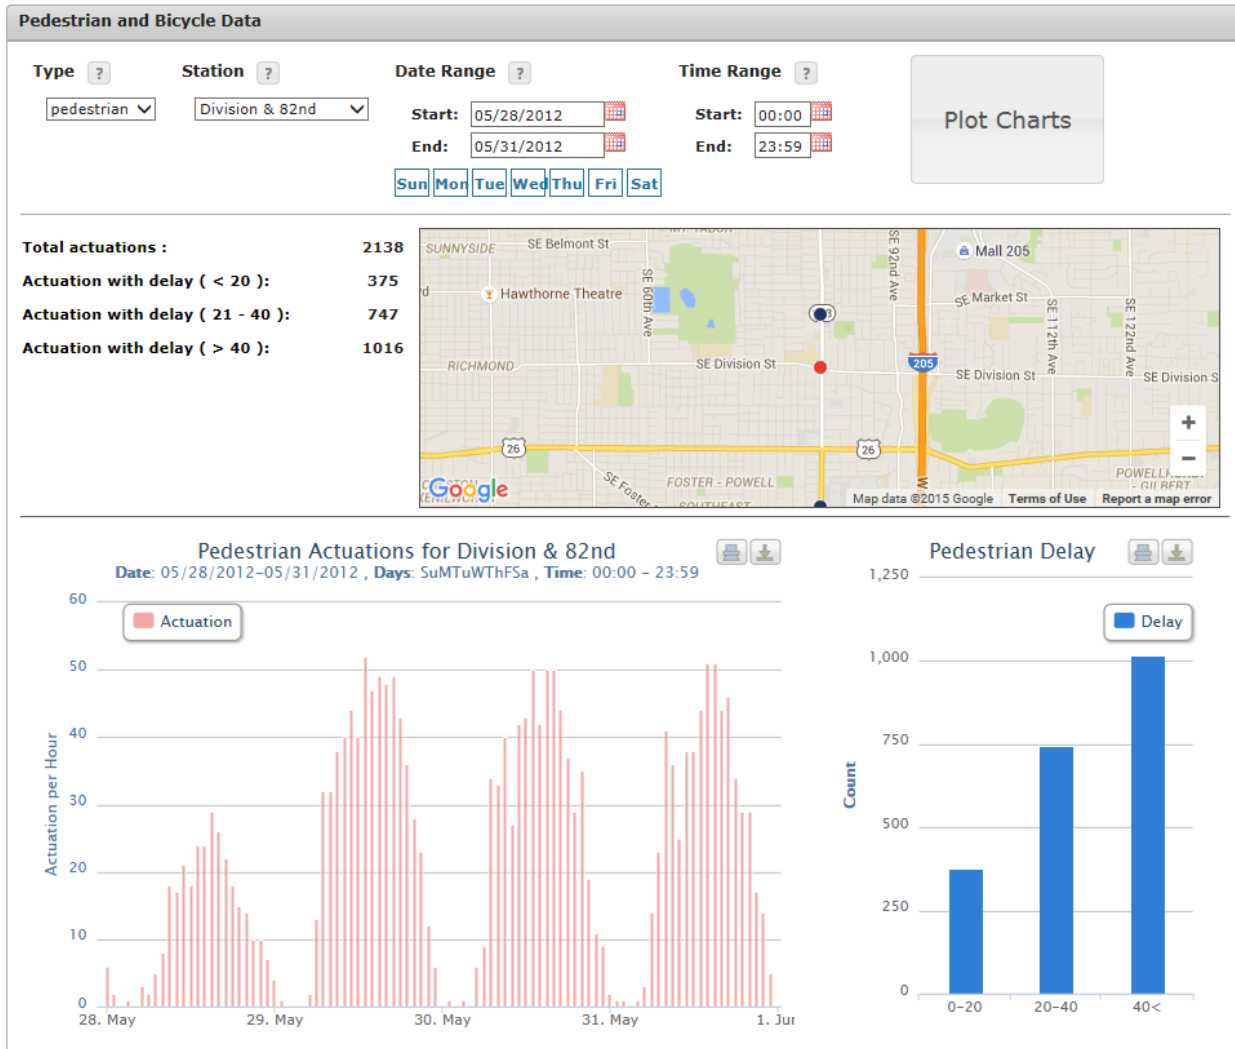 Pedestrian and Bicycle Data
Type ? Station ? Date Range ? Time Range ?
pedestrian Division & 82nd
Start: 05/28/2012 Start: 00:00
End: 05/31/2012 End: 23:59
Plot Charts
Sun Mon Tue Wed Thu Fri Sat
Total actuations : 2138
Actuation with delay ( < 20 ): 375
Actuation with delay ( 21 - 40 ): 747
Actuation with delay ( > 40 ): 1016
SUNNYSIDE
SE Belmont St
SE 60th Ave
SE 92nd Ave
Mall 205
Hawthorne Theatre
SE Market St
SE 112th Ave
SE 122nd Ave
RICHMOND
SE Division St
205
SE Division St
SE Division S
26
26
+
−
FOSTER - POWELL
- GILBERT
SE Foster
Google
Map data ©2015 Google Terms of Use Report a map error
Pedestrian Actuations for Division & 82nd
Date: 05/28/2012-05/31/2012 , Days: SuMTuWThFSa , Time: 00:00 - 23:59
Actuation
Actuation per Hour
60
50
40
30
20
10
0
28. May 29. May 30. May 31. May 1. Jur
Pedestrian Delay
Delay
Count
1,250
1,000
750
500
250
0
0-20 20-40 40<